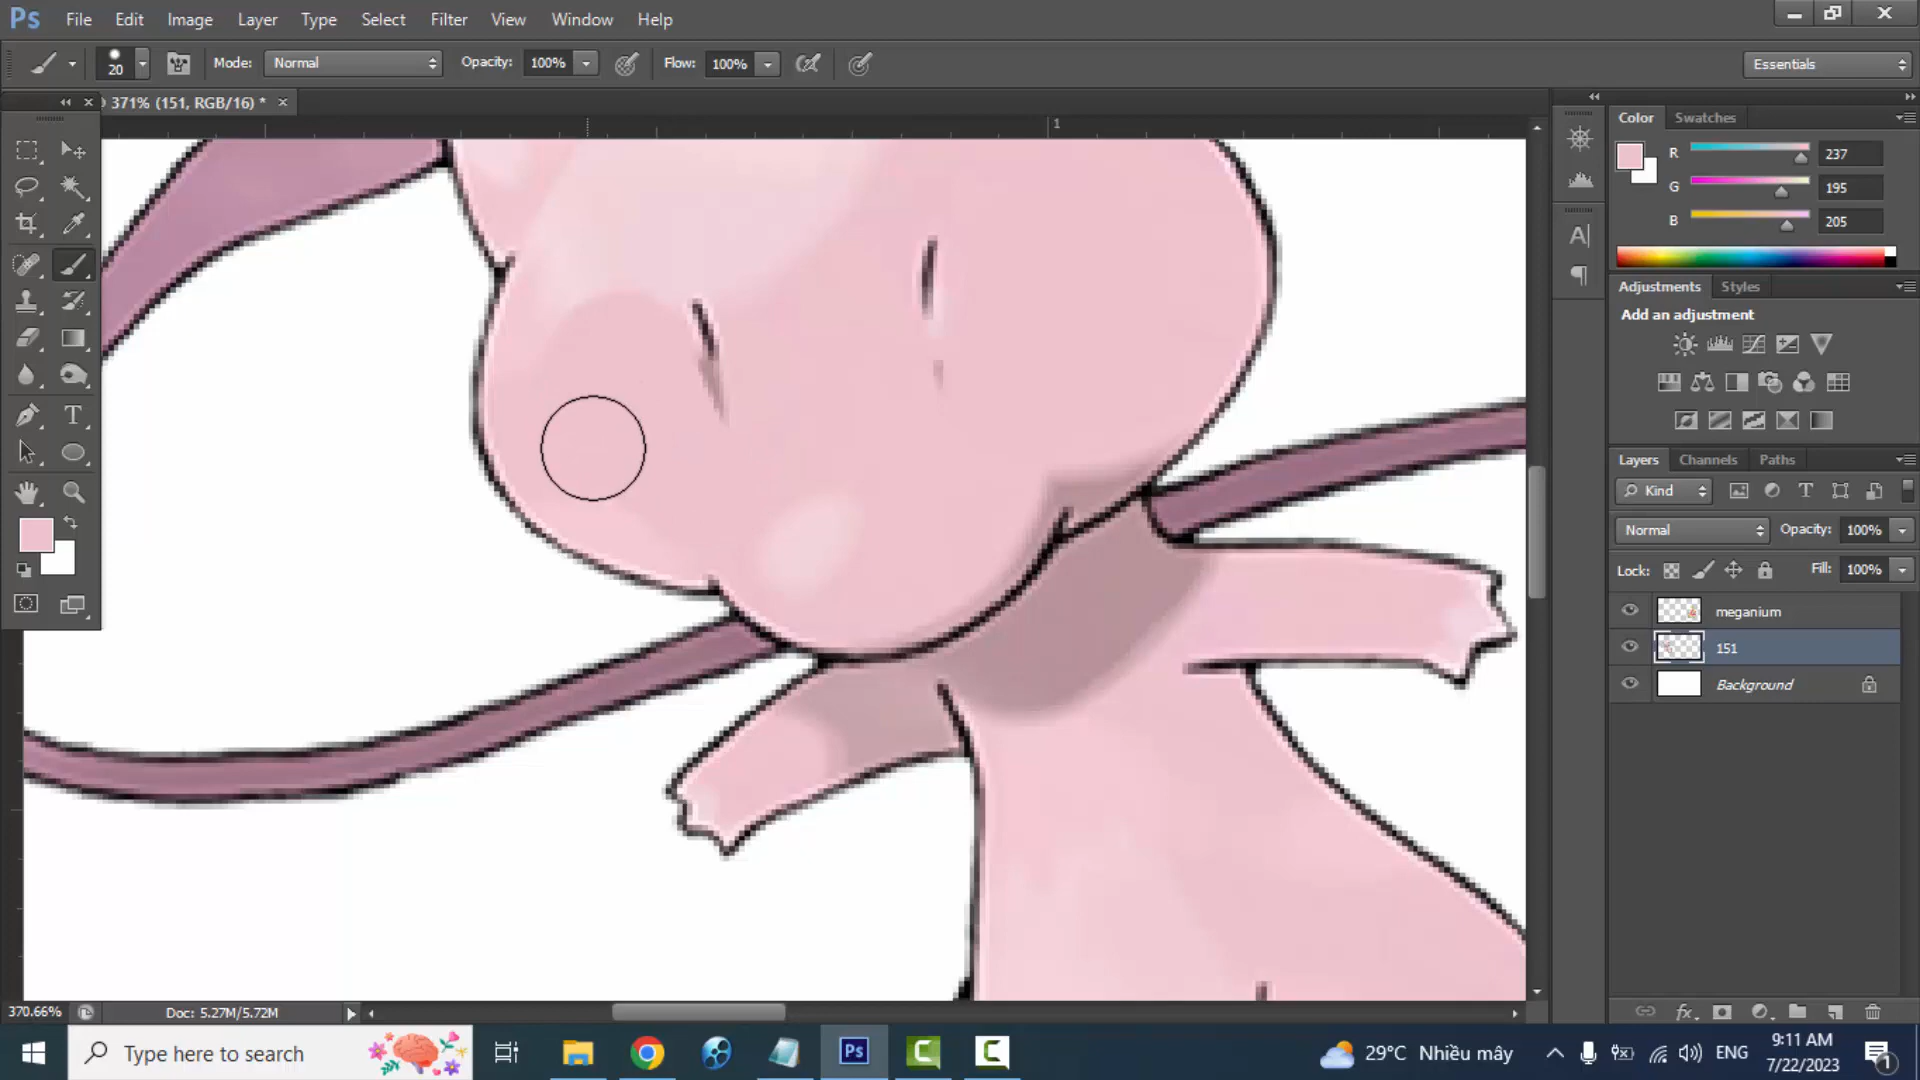 Ps File Edit Image Layer Type Select Filter View Window Help
20 Mode: Normal Opacity: 100% Flow: 100% Essentials
371% (151, RGB/16) *
1
Color Swatches
R 237
G 195
B 205
Adjustments Styles
Add an adjustment
Layers Channels Paths
Kind T
Normal Opacity: 100%
Lock: Fill: 100%
meganium
151
Background
370.66% Doc: 5.27M/5.72M
Type here to search Ps 29°C Nhiều mây ENG 9:11 AM
7/22/2023
1